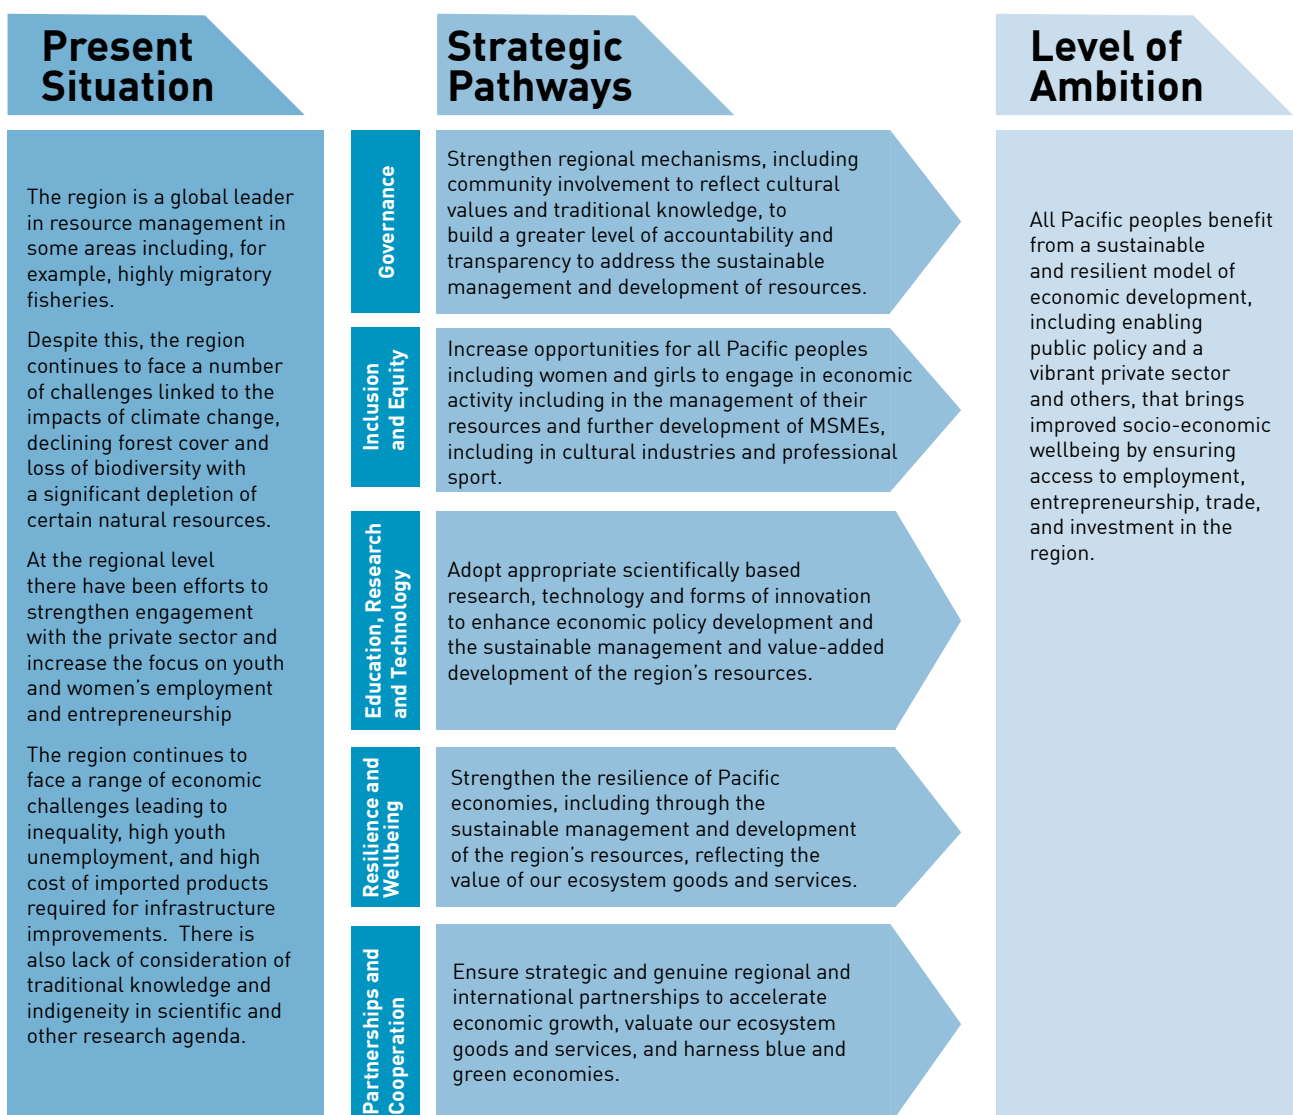 Present
Situation
The region is a global leader
in resource management in
some areas including, for
example, highly migratory
fisheries.
Despite this, the region
continues to face a number
of challenges linked to the
impacts of climate change,
declining forest cover and
loss of biodiversity with
a significant depletion of
certain natural resources.
At the regional level
there have been efforts to
strengthen engagement
with the private sector and
increase the focus on youth
and women's employment
and entrepreneurship
The region continues to
face a range of economic
challenges leading to
inequality, high youth
unemployment, and high
cost of imported products
required for infrastructure
improvements.  There is
also lack of consideration of
traditional knowledge and
indigeneity in scientific and
other research agenda.
Strategic
Pathways
Governance
Strengthen regional mechanisms, including
community involvement to reflect cultural
values and traditional knowledge, to
build a greater level of accountability and
transparency to address the sustainable
management and development of resources.
Inclusion
and Equity
Increase opportunities for all Pacific peoples
including women and girls to engage in economic
activity including in the management of their
resources and further development of MSMEs,
including in cultural industries and professional
sport.
Education, Research
and Technology
Adopt appropriate scientifically based
research, technology and forms of innovation
to enhance economic policy development and
the sustainable management and value-added
development of the region's resources.
Resilience and
Wellbeing
Strengthen the resilience of Pacific
economies, including through the
sustainable management and development
of the region's resources, reflecting the
value of our ecosystem goods and services.
Partnerships and
Cooperation
Ensure strategic and genuine regional and
international partnerships to accelerate
economic growth, valuate our ecosystem
goods and services, and harness blue and
green economies.
Level of
Ambition
All Pacific peoples benefit
from a sustainable
and resilient model of
economic development,
including enabling
public policy and a
vibrant private sector
and others, that brings
improved socio-economic
wellbeing by ensuring
access to employment,
entrepreneurship, trade,
and investment in the
region.